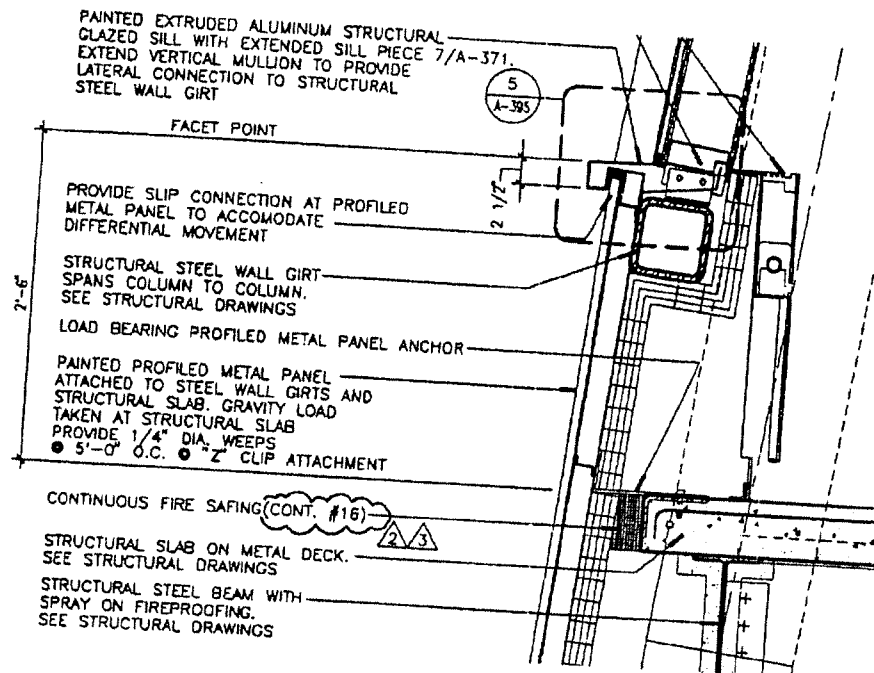 PAINTED EXTRUDED ALUMINUM STRUCTURAL
GLAZED SILL WITH EXTENDED SILL PIECE 7/A-371.
EXTEND VERTICAL MULLION TO PROVIDE
LATERAL CONNECTION TO STRUCTURAL
STEEL WALL GIRT
5
A-395
FACET POINT
2 1/2"
PROVIDE SLIP CONNECTION AT PROFILED
METAL PANEL TO ACCOMODATE
DIFFERENTIAL MOVEMENT
STRUCTURAL STEEL WALL GIRT
SPANS COLUMN TO COLUMN.
SEE STRUCTURAL DRAWINGS
2'-6"
LOAD BEARING PROFILED METAL PANEL ANCHOR
PAINTED PROFILED METAL PANEL
ATTACHED TO STEEL WALL GIRTS AND
STRUCTURAL SLAB. GRAVITY LOAD
TAKEN AT STRUCTURAL SLAB
PROVIDE 1/4" DIA. WEEPS
@ 5'-0" O.C. @ "Z" CLIP ATTACHMENT
CONTINUOUS FIRE SAFING (CONT. #16)
2 3
STRUCTURAL SLAB ON METAL DECK.
SEE STRUCTURAL DRAWINGS
STRUCTURAL STEEL BEAM WITH
SPRAY ON FIREPROOFING.
SEE STRUCTURAL DRAWINGS